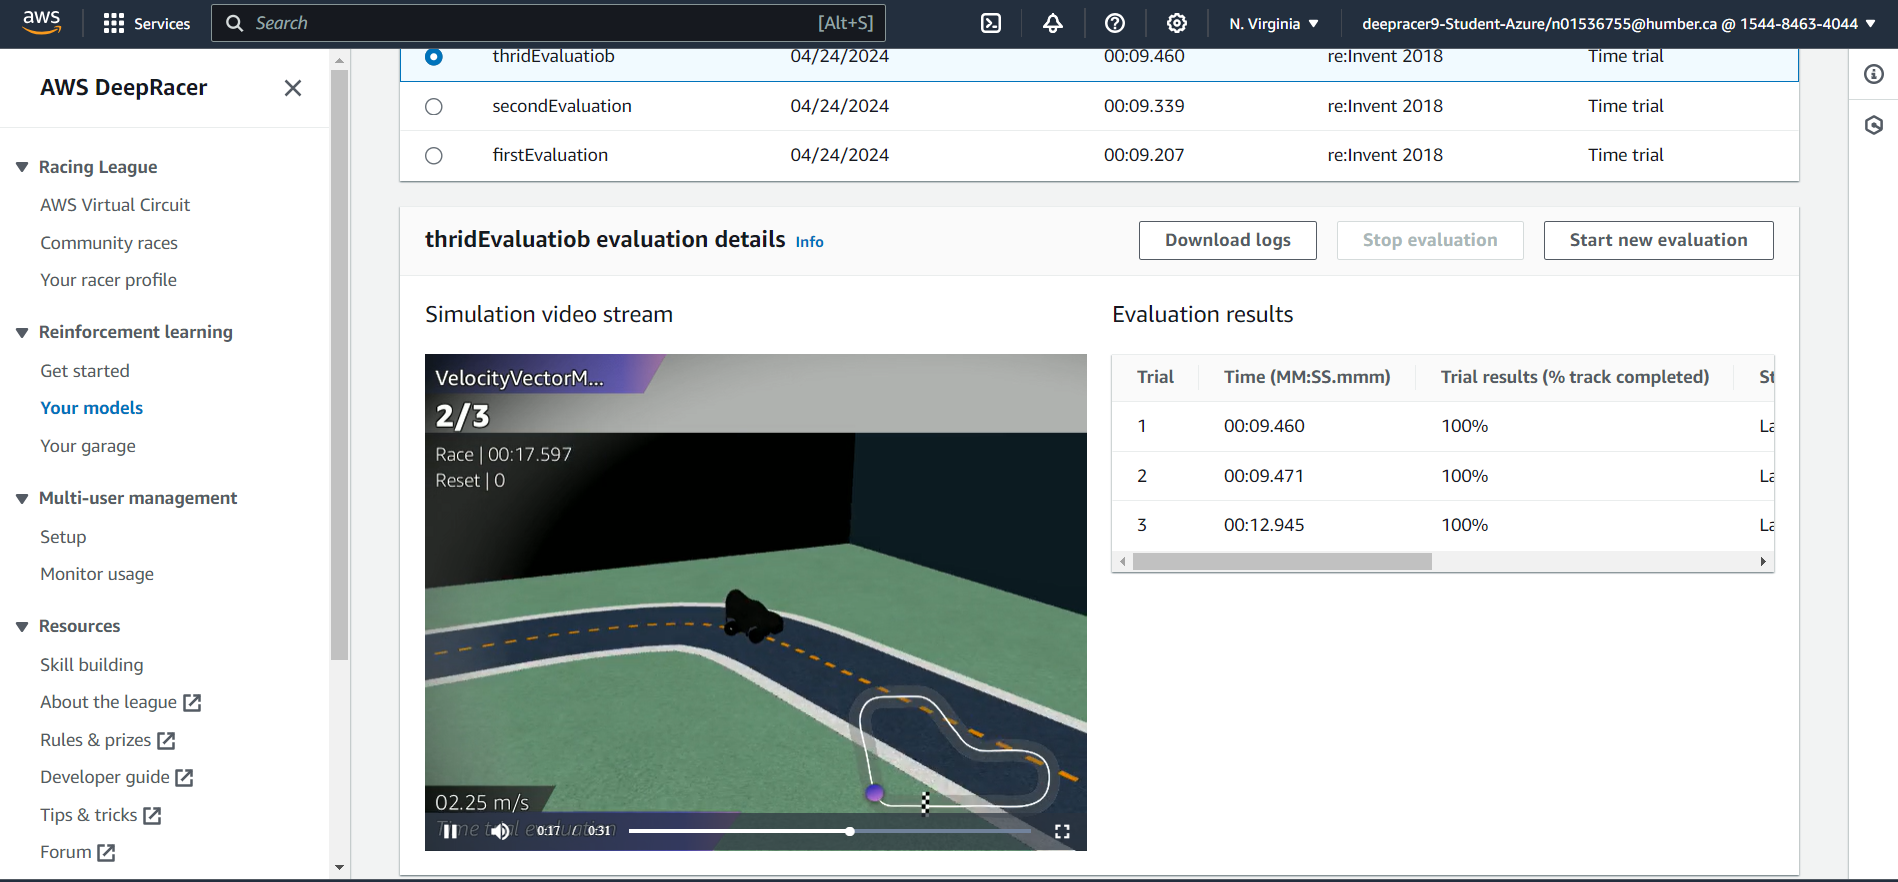 aws
Services
Search
[Alt+S]
N. Virginia
deepracer9-Student-Azure/n01536755@humber.ca @ 1544-8463-4044
AWS DeepRacer
Racing League
AWS Virtual Circuit
Community races
Your racer profile
Reinforcement learning
Get started
Your models
Your garage
Multi-user management
Setup
Monitor usage
Resources
Skill building
About the league
Rules & prizes
Developer guide
Tips & tricks
Forum
thridEvaluatiob 04/24/2024 00:09.460 re:Invent 2018 Time trial
secondEvaluation 04/24/2024 00:09.339 re:Invent 2018 Time trial
firstEvaluation 04/24/2024 00:09.207 re:Invent 2018 Time trial
thridEvaluatiob evaluation details Info
Download logs
Stop evaluation
Start new evaluation
Simulation video stream
VelocityVectorM...
2/3
Race | 00:17.597
Reset | 0
02.25 m/s
Time trial evaluation
0:17 / 0:31
Evaluation results
Trial Time (MM:SS.mmm) Trial results (% track completed) St
1 00:09.460 100% La
2 00:09.471 100% La
3 00:12.945 100% La